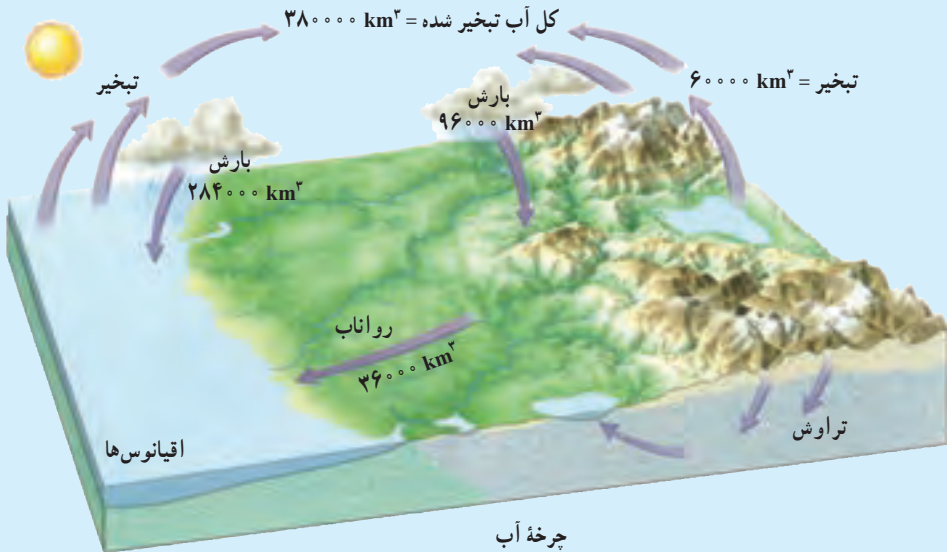 کل آب تبخیر شده = ۳۸۰۰۰۰ km³
تبخیر = ۶۰۰۰۰ km³
تبخیر
بارش
۹۶۰۰۰ km³
بارش
۲۸۴۰۰۰ km³
رواناب
۳۶۰۰۰ km³
تراوش
اقیانوس‌ها
چرخهٔ آب